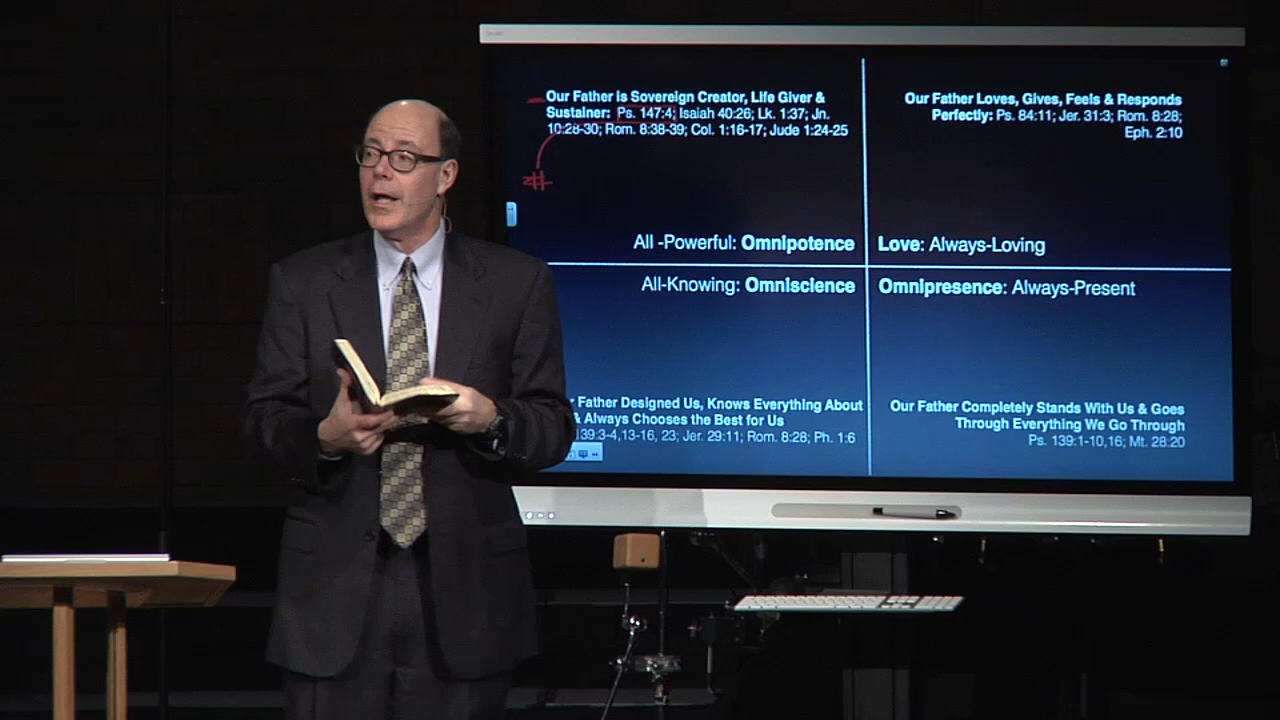 Our Father is Sovereign Creator, Life Giver &
Sustainer: Ps. 147:4; Isaiah 40:26; Lk. 1:37; Jn.
10:28-30; Rom. 8:38-39; Col. 1:16-17; Jude 1:24-25
#
All -Powerful: Omnipotence
Our Father Loves, Gives, Feels & Responds
Perfectly: Ps. 84:11; Jer. 31:3; Rom. 8:28;
Eph. 2:10
Love: Always-Loving
All-Knowing: Omniscience
Father Designed Us, Knows Everything About
& Always Chooses the Best for Us
139:3-4,13-16, 23; Jer. 29:11; Rom. 8:28; Ph. 1:6
Omnipresence: Always-Present
Our Father Completely Stands With Us & Goes
Through Everything We Go Through
Ps. 139:1-10,16; Mt. 28:20